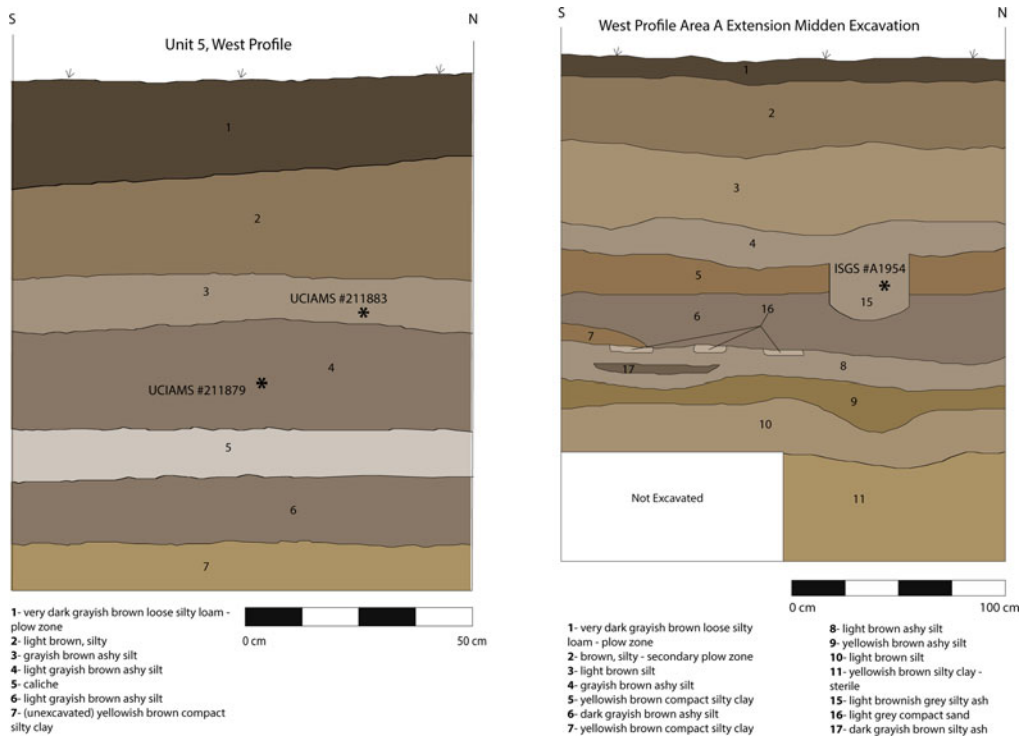 S
N
Unit 5, West Profile
1
2
3
UCIAMS #211883
*
4
UCIAMS #211879
*
5
6
7
1- very dark grayish brown loose silty loam -
plow zone
2- light brown, silty
3- grayish brown ashy silt
4- light grayish brown ashy silt
5- caliche
6- light grayish brown ashy silt
7- (unexcavated) yellowish brown compact
silty clay
0 cm
50 cm
S
N
West Profile Area A Extension Midden Excavation
1
2
3
4
5
ISGS #A1954
*
15
16
6
7
17
8
9
10
Not Excavated
11
0 cm
100 cm
1- very dark grayish brown loose silty
loam - plow zone
2- brown, silty - secondary plow zone
3- light brown silt
4- grayish brown ashy silt
5- yellowish brown compact silty clay
6- dark grayish brown ashy silt
7- yellowish brown compact silty clay
8- light brown ashy silt
9- yellowish brown ashy silt
10- light brown silt
11- yellowish brown silty clay -
sterile
15- light brownish grey silty ash
16- light grey compact sand
17- dark grayish brown silty ash